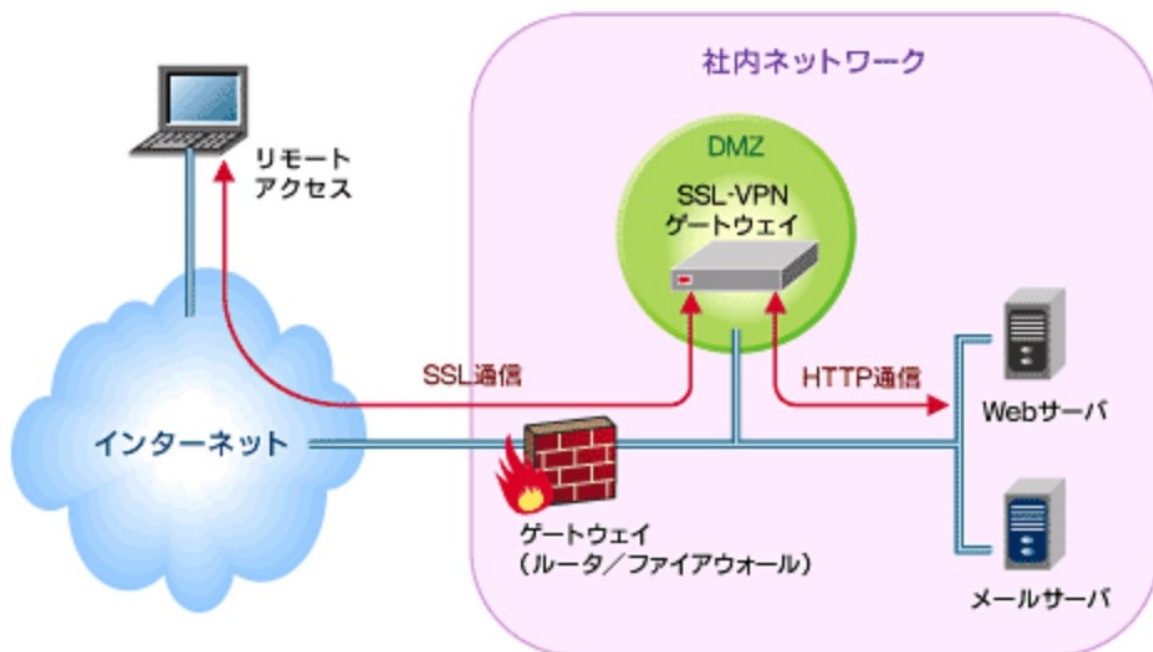 社内ネットワーク
DMZ
SSL-VPN
ゲートウェイ
リモート
アクセス
SSL通信
HTTP通信
Webサーバ
インターネット
ゲートウェイ
（ルータ／ファイアウォール）
メールサーバ